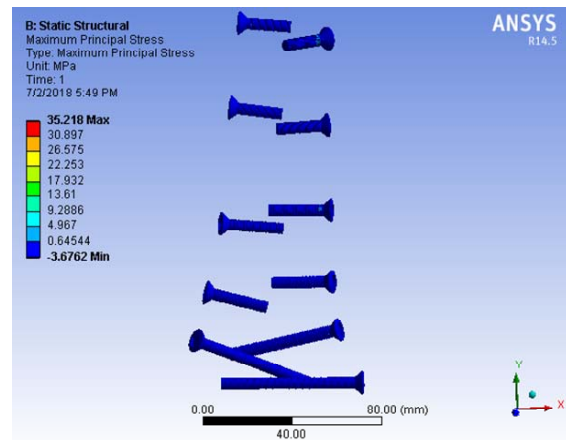 B: Static Structural
Maximum Principal Stress
Type: Maximum Principal Stress
Unit: MPa
Time: 1
7/2/2018 5:49 PM
35.218 Max
30.897
26.575
22.253
17.932
13.61
9.2886
4.967
0.64544
-3.6762 Min
ANSYS
R14.5
0.00
80.00 (mm)
40.00
Y
X